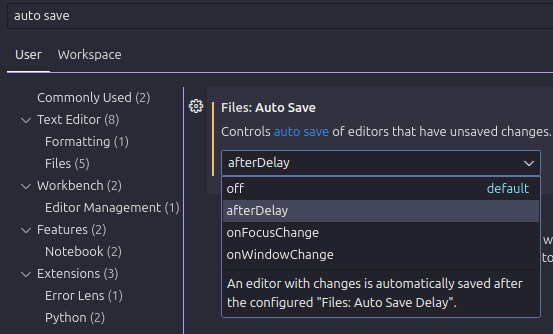 auto save
User
Workspace
Commonly Used (2)
Text Editor (8)
Formatting (1)
Files (5)
Workbench (2)
Editor Management (1)
Features (2)
Notebook (2)
Extensions (3)
Error Lens (1)
Python (2)
Files: Auto Save
Controls auto save of editors that have unsaved changes.
afterDelay
off default
afterDelay
onFocusChange
onWindowChange
An editor with changes is automatically saved after
the configured "Files: Auto Save Delay".